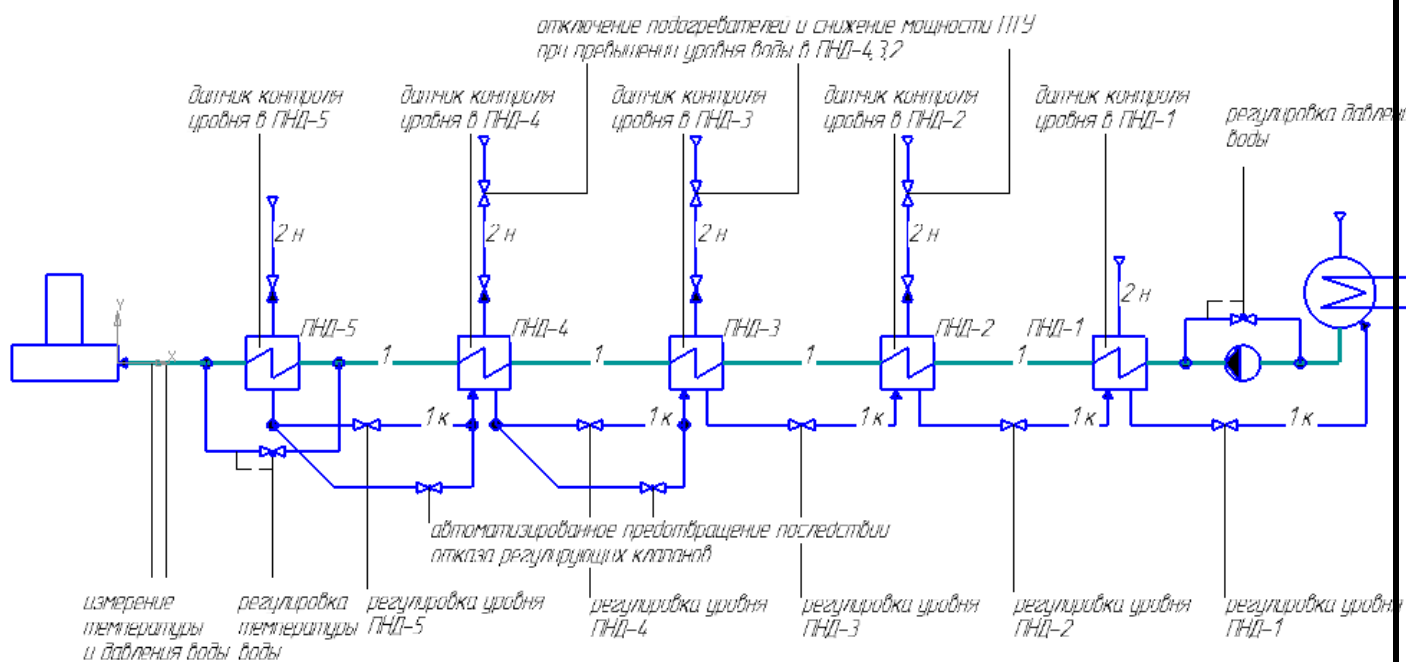 отключение подогревателей и снижение мощности ПТУ
при превышении уровня воды в ПНД-4,3,2
датчик контроля
уровня в ПНД-5
датчик контроля
уровня в ПНД-4
датчик контроля
уровня в ПНД-3
датчик контроля
уровня в ПНД-2
датчик контроля
уровня в ПНД-1
регулировка давлени
воды
2 н
2 н
2 н
2 н
2 н
Y
X
ПНД-5
ПНД-4
ПНД-3
ПНД-2
ПНД-1
1
1
1
1
1 к
1 к
1 к
1 к
1 к
автоматизированное предотвращение последствии
отказа регулирующих клапанов
измерение
температуры
и давления воды
регулировка
температуры
воды
регулировка уровня
ПНД-5
регулировка уровня
ПНД-4
регулировка уровня
ПНД-3
регулировка уровня
ПНД-2
регулировка уровня
ПНД-1